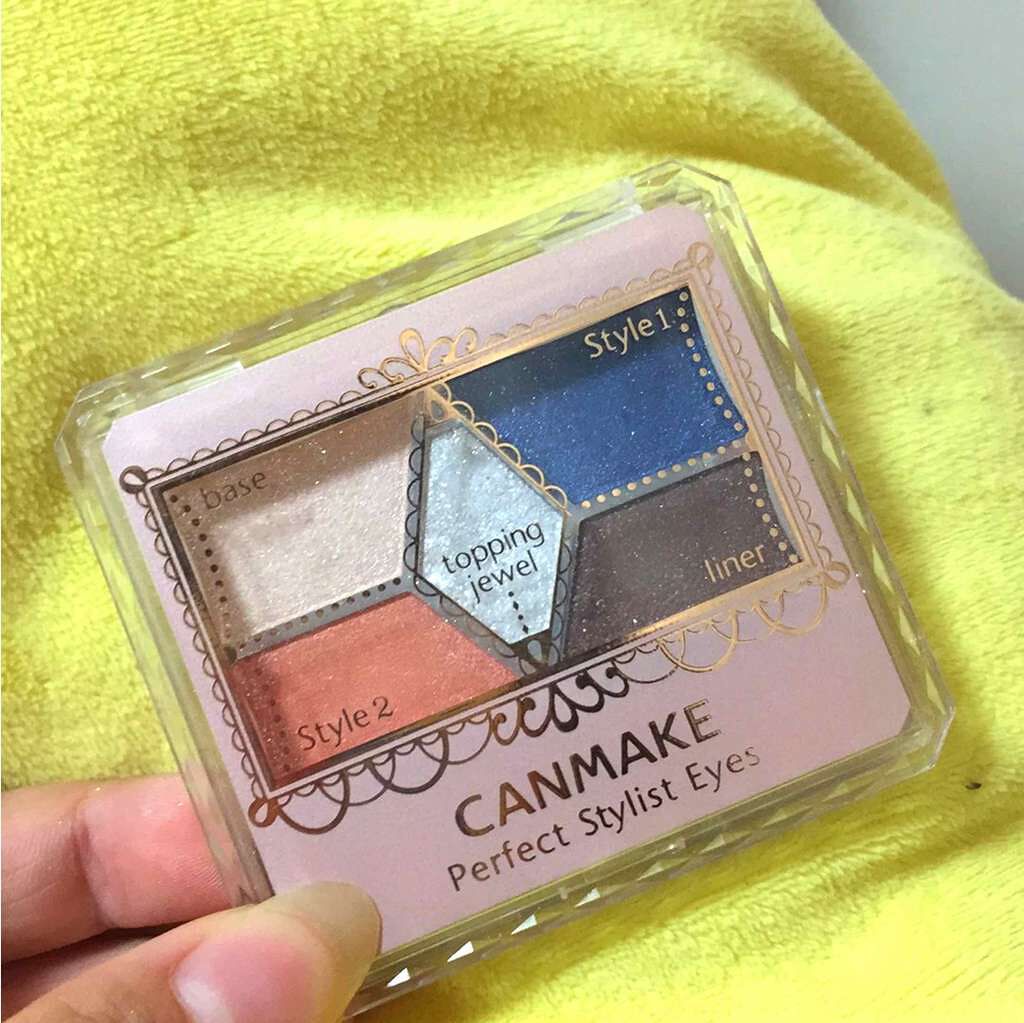 Style 1
base
topping
jewel
liner
Style 2
CANMAKE
Perfect Stylist Eyes